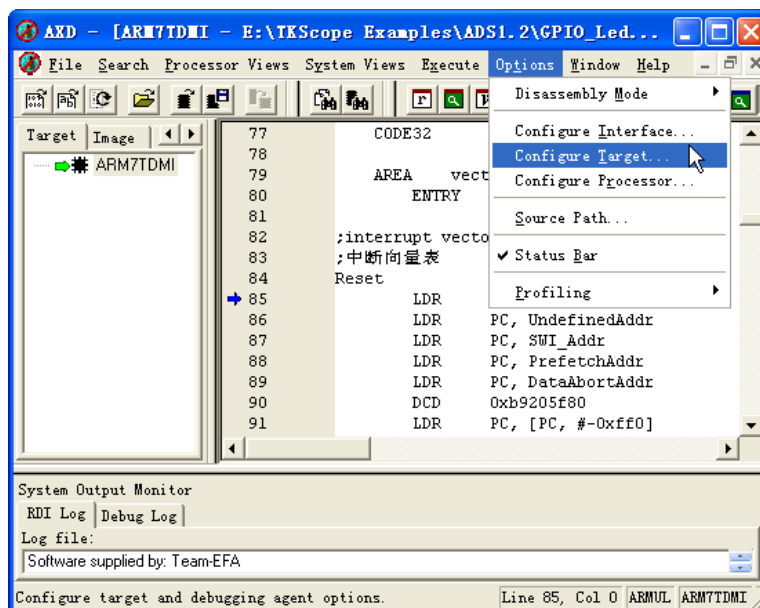 AXD - [ARM7TDMI - E:\TKScope Examples\ADS1.2\GPIO_Led...
File Search Processor Views System Views Execute Options Window Help
Disassembly Mode
Configure Interface...
Configure Target...
Configure Processor...
Source Path...
Status Bar
Profiling
Target Image
ARM7TDMI
77 CODE32
78
79 AREA vect
80 ENTRY
81
82 ;interrupt vecto
83 ;中断向量表
84 Reset
85 LDR
86 LDR PC, UndefinedAddr
87 LDR PC, SWI_Addr
88 LDR PC, PrefetchAddr
89 LDR PC, DataAbortAddr
90 DCD 0xb9205f80
91 LDR PC, [PC, #-0xff0]
System Output Monitor
RDI Log Debug Log
Log file:
Software supplied by: Team-EFA
Configure target and debugging agent options. Line 85, Col 0 ARMUL ARM7TDMI